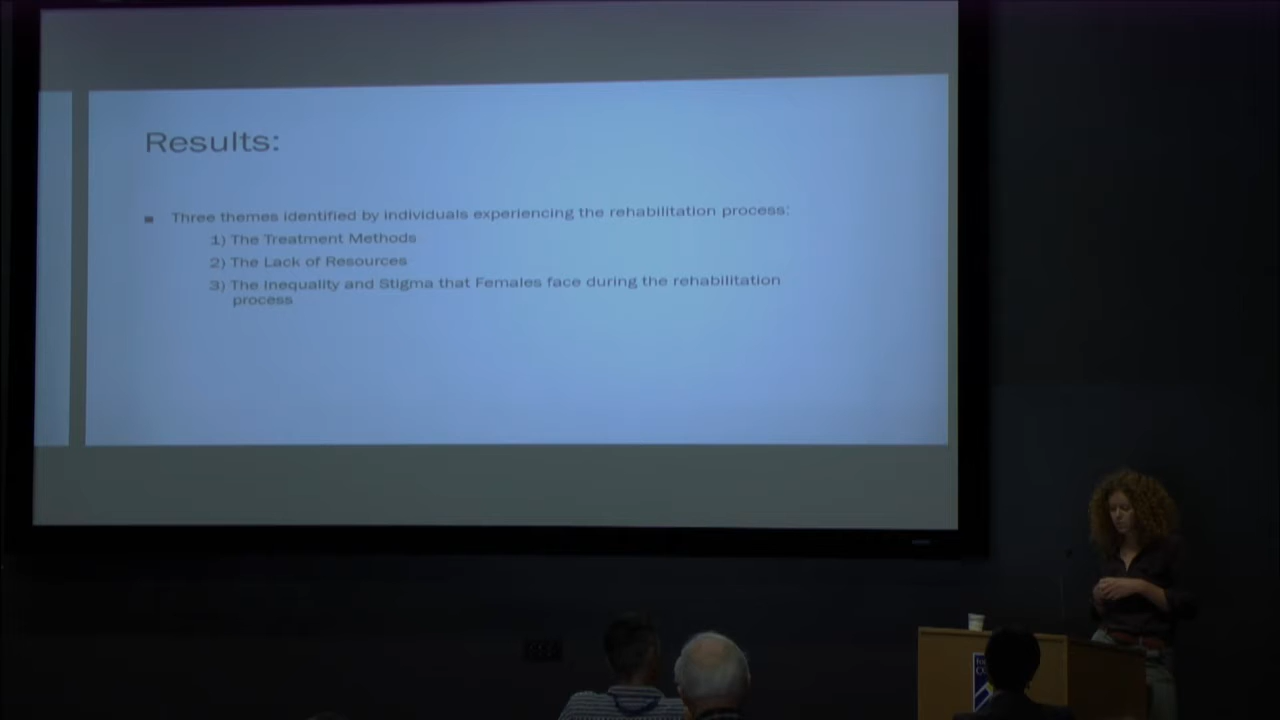 Results:
Three themes identified by individuals experiencing the rehabilitation process:
1) The Treatment Methods
2) The Lack of Resources
3) The Inequality and Stigma that Females face during the rehabilitation
process